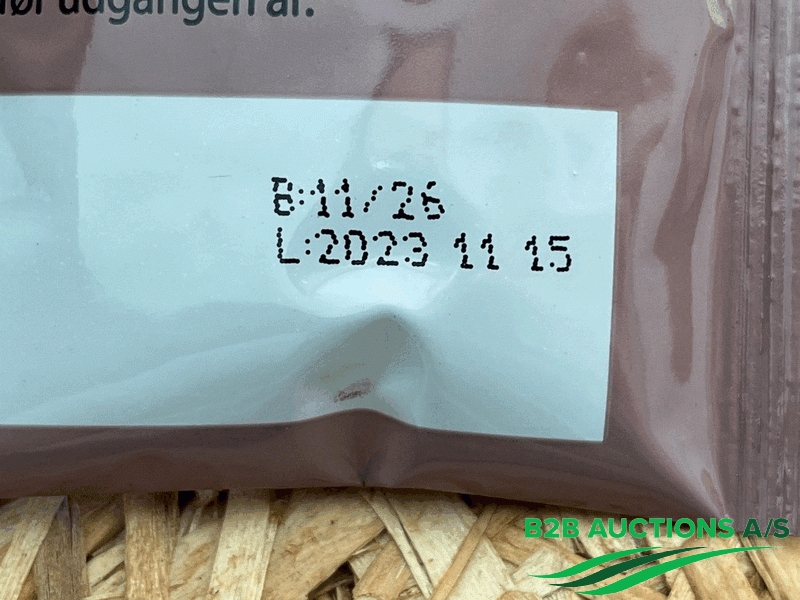 før udgangen af:
B:11/26
L:2023 11 15
B2B AUCTIONS A/S